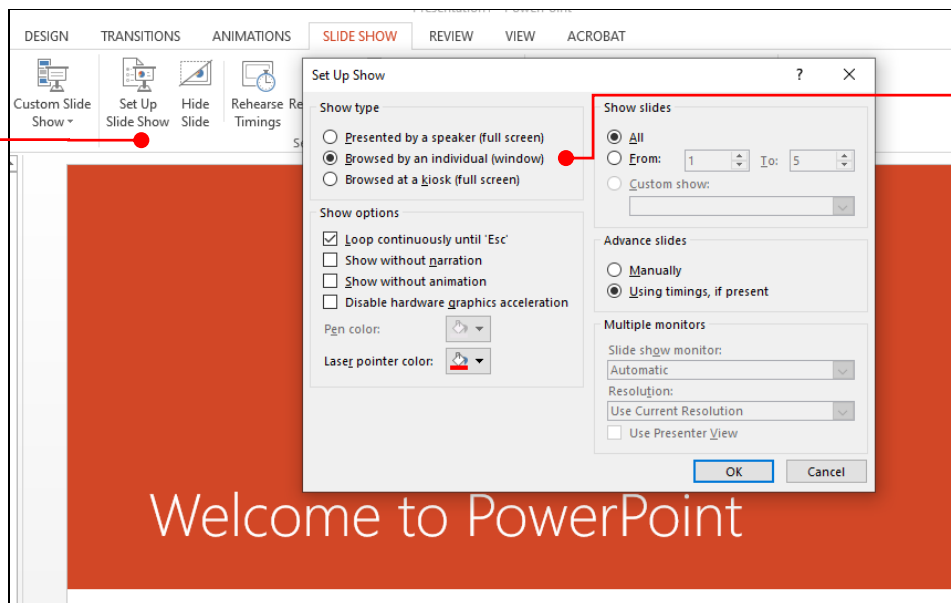 DESIGN TRANSITIONS ANIMATIONS SLIDE SHOW REVIEW VIEW ACROBAT
Custom Slide Show
Set Up Slide Show
Hide Slide
Rehearse Timings
Re
Set Up Show ?
Show type
Presented by a speaker (full screen)
Browsed by an individual (window)
Browsed at a kiosk (full screen)
Show options
Loop continuously until 'Esc'
Show without narration
Show without animation
Disable hardware graphics acceleration
Pen color:
Laser pointer color:
Show slides
All
From: 1 To: 5
Custom show:
Advance slides
Manually
Using timings, if present
Multiple monitors
Slide show monitor:
Automatic
Resolution:
Use Current Resolution
Use Presenter View
OK Cancel
Welcome to PowerPoint